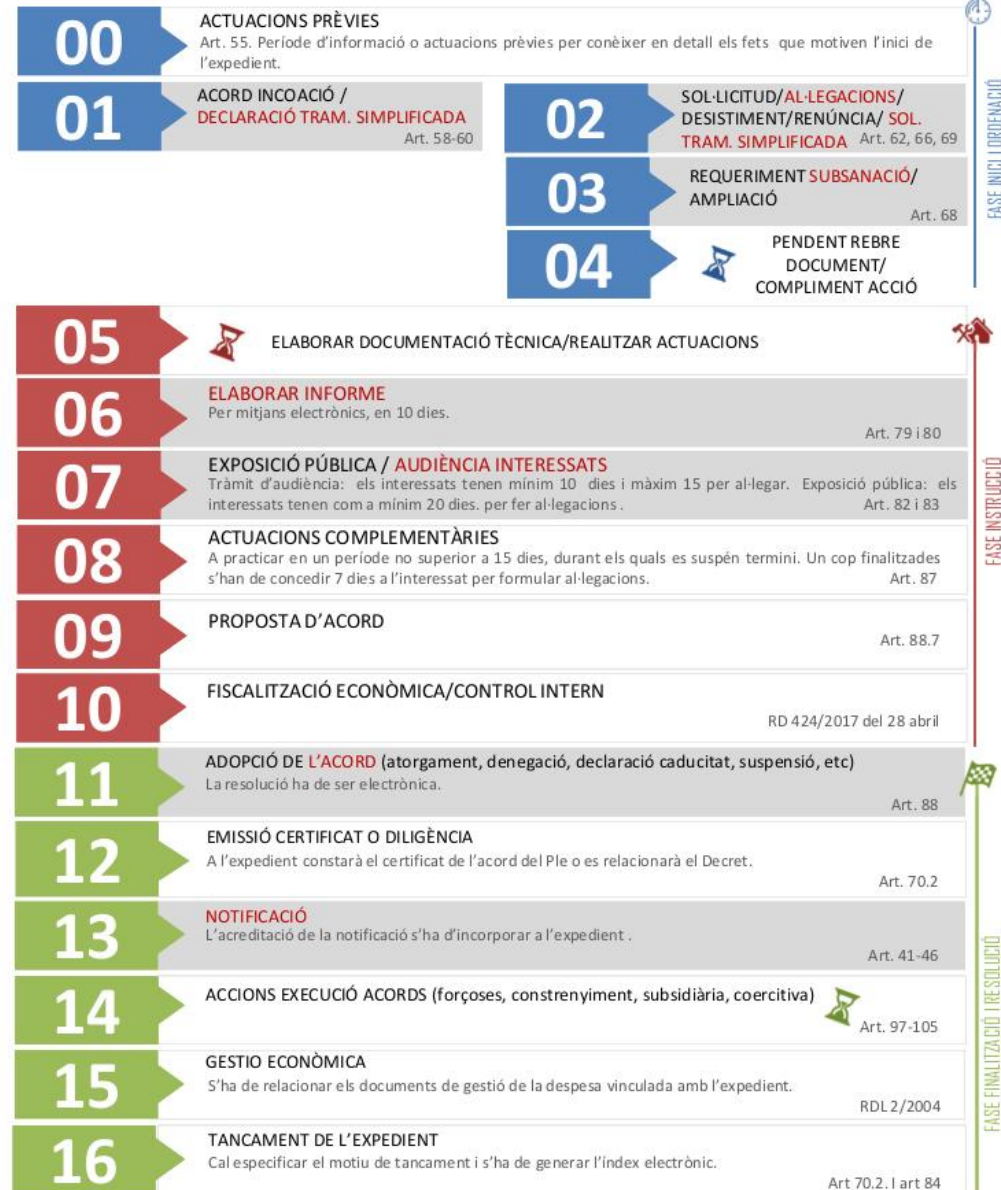 00
ACTUACIONS PRÈVIES
Art. 55. Període d'informació o actuacions prèvies per conèixer en detall els fets que motiven l'inici de
l'expedient.
01
ACORD INCOACIÓ /
DECLARACIÓ TRAM. SIMPLIFICADA
Art. 58-60
02
SOL·LICITUD/AL·LEGACIONS/
DESISTIMENT/RENÚNCIA/ SOL.
TRAM. SIMPLIFICADA Art. 62, 66, 69
03
REQUERIMENT SUBSANACIÓ/
AMPLIACIÓ
Art. 68
04
PENDENT REBRE
DOCUMENT/
COMPLIMENT ACCIÓ
FASE INICI I ORDENACIÓ
05
ELABORAR DOCUMENTACIÓ TÈCNICA/REALITZAR ACTUACIONS
06
ELABORAR INFORME
Per mitjans electrònics, en 10 dies.
Art. 79 i 80
07
EXPOSICIÓ PÚBLICA / AUDIÈNCIA INTERESSATS
Tràmit d'audiència: els interessats tenen mínim 10 dies i màxim 15 per al·legar. Exposició pública: els
interessats tenen com a mínim 20 dies. per fer al·legacions . Art. 82 i 83
08
ACTUACIONS COMPLEMENTÀRIES
A practicar en un període no superior a 15 dies, durant els quals es suspén termini. Un cop finalitzades
s'han de concedir 7 dies a l'interessat per formular al·legacions. Art. 87
09
PROPOSTA D'ACORD
Art. 88.7
10
FISCALITZACIÓ ECONÒMICA/CONTROL INTERN
RD 424/2017 del 28 abril
FASE INSTRUCCIÓ
11
ADOPCIÓ DE L'ACORD (atorgament, denegació, declaració caducitat, suspensió, etc)
La resolució ha de ser electrònica.
Art. 88
12
EMISSIÓ CERTIFICAT O DILIGÈNCIA
A l'expedient constarà el certificat de l'acord del Ple o es relacionarà el Decret.
Art. 70.2
13
NOTIFICACIÓ
L'acreditació de la notificació s'ha d'incorporar a l'expedient .
Art. 41-46
14
ACCIONS EXECUCIÓ ACORDS (forçoses, constrenyiment, subsidiària, coercitiva)
Art. 97-105
15
GESTIO ECONÒMICA
S'ha de relacionar els documents de gestió de la despesa vinculada amb l'expedient.
RDL 2/2004
16
TANCAMENT DE L'EXPEDIENT
Cal especificar el motiu de tancament i s'ha de generar l'índex electrònic.
Art 70.2. I art 84
FASE FINALITZACIÓ I RESOLUCIÓ